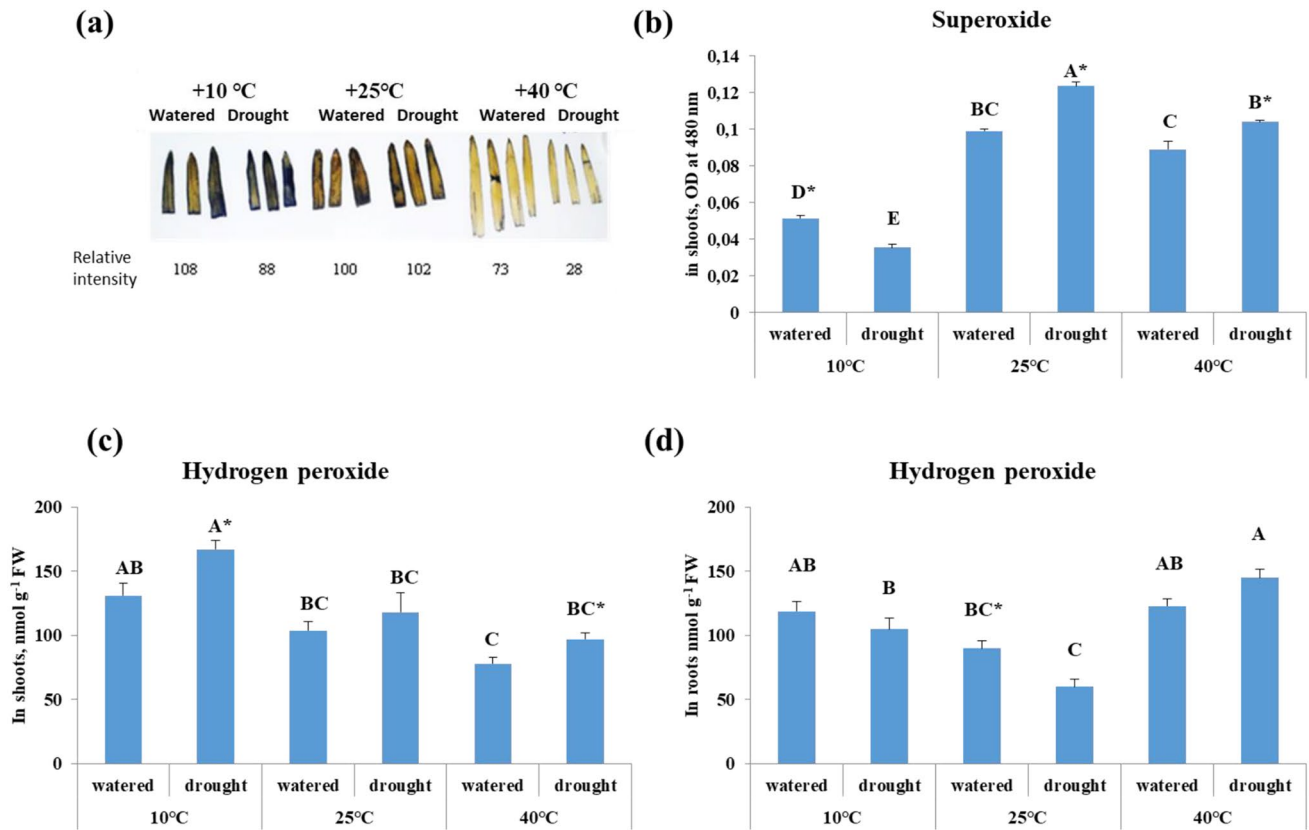 (a)
+10 °C +25°C +40 °C
Watered Drought Watered Drought Watered Drought
Relative
intensity
108 88 100 102 73 28
(b)
Superoxide
in shoots, OD at 480 nm
0,14
0,12
0,1
0,08
0,06
0,04
0,02
0
D* E BC A* C B*
watered drought watered drought watered drought
10°C 25°C 40°C
(c)
Hydrogen peroxide
In shoots, nmol g-1 FW
200
150
100
50
0
AB A* BC BC C BC*
watered drought watered drought watered drought
10°C 25°C 40°C
(d)
Hydrogen peroxide
In roots nmol g-1 FW
200
150
100
50
0
AB B BC* C AB A
watered drought watered drought watered drought
10°C 25°C 40°C